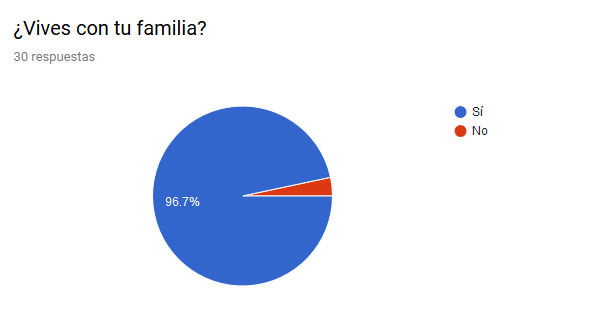 ¿Vives con tu familia?
30 respuestas
Sí
No
96.7%